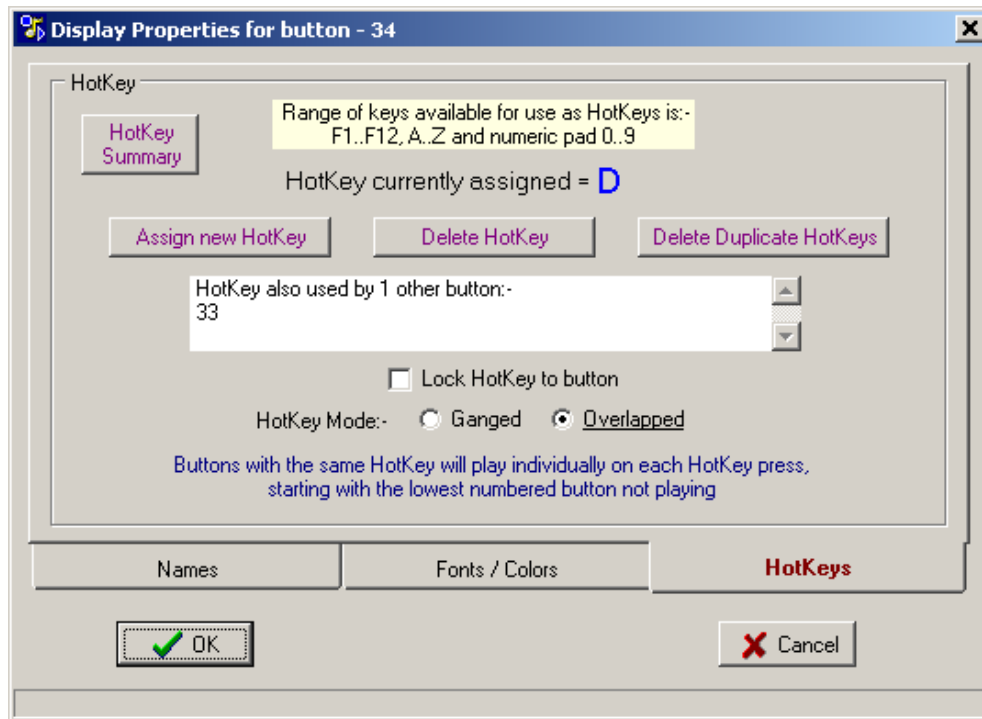 Display Properties for button - 34
HotKey
HotKey
Summary
Range of keys available for use as HotKeys is:-
F1..F12, A..Z and numeric pad 0..9
HotKey currently assigned = D
Assign new HotKey
Delete HotKey
Delete Duplicate HotKeys
HotKey also used by 1 other button:-
33
Lock HotKey to button
HotKey Mode:- Ganged Overlapped
Buttons with the same HotKey will play individually on each HotKey press,
starting with the lowest numbered button not playing
Names
Fonts / Colors
HotKeys
OK
Cancel